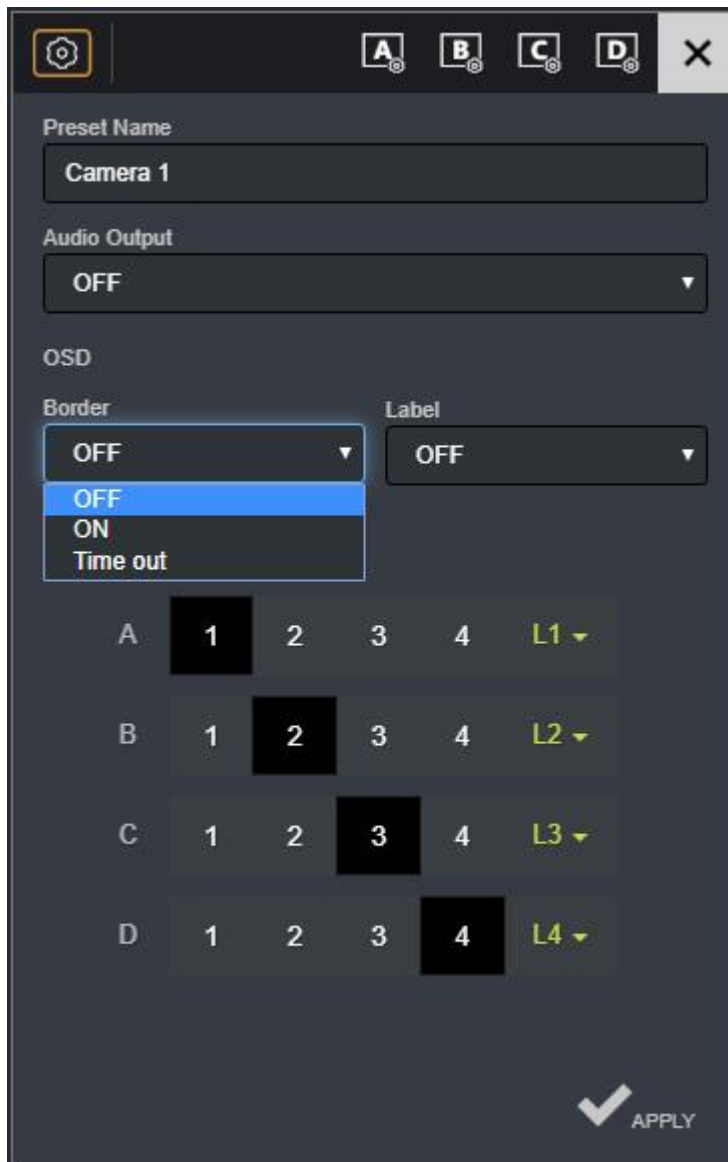 A B C D
Preset Name
Camera 1
Audio Output
OFF
OSD
Border Label
OFF OFF
OFF
ON
Time out
A 1 2 3 4 L1
B 1 2 3 4 L2
C 1 2 3 4 L3
D 1 2 3 4 L4
APPLY